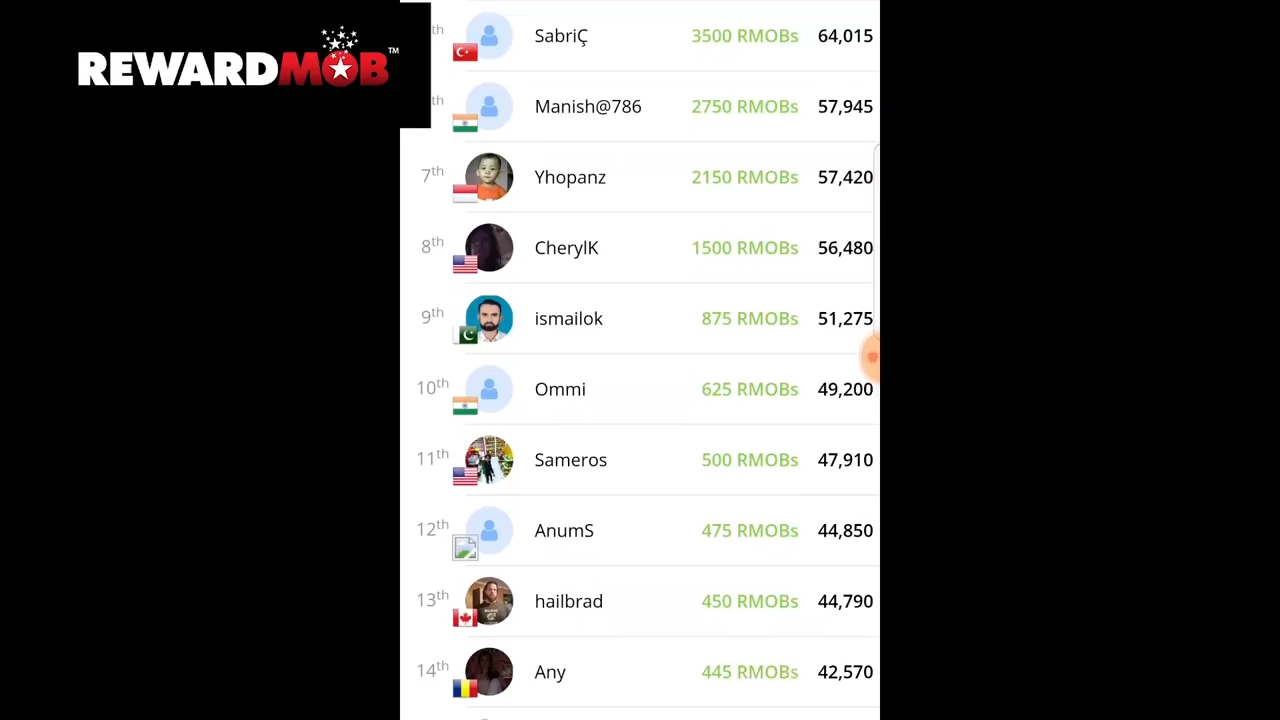 REWARDMOB™
th SabriÇ 3500 RMOBs 64,015
th Manish@786 2750 RMOBs 57,945
7th Yhopanz 2150 RMOBs 57,420
8th CherylK 1500 RMOBs 56,480
9th ismailok 875 RMOBs 51,275
10th Ommi 625 RMOBs 49,200
11th Sameros 500 RMOBs 47,910
12th AnumS 475 RMOBs 44,850
13th hailbrad 450 RMOBs 44,790
14th Any 445 RMOBs 42,570